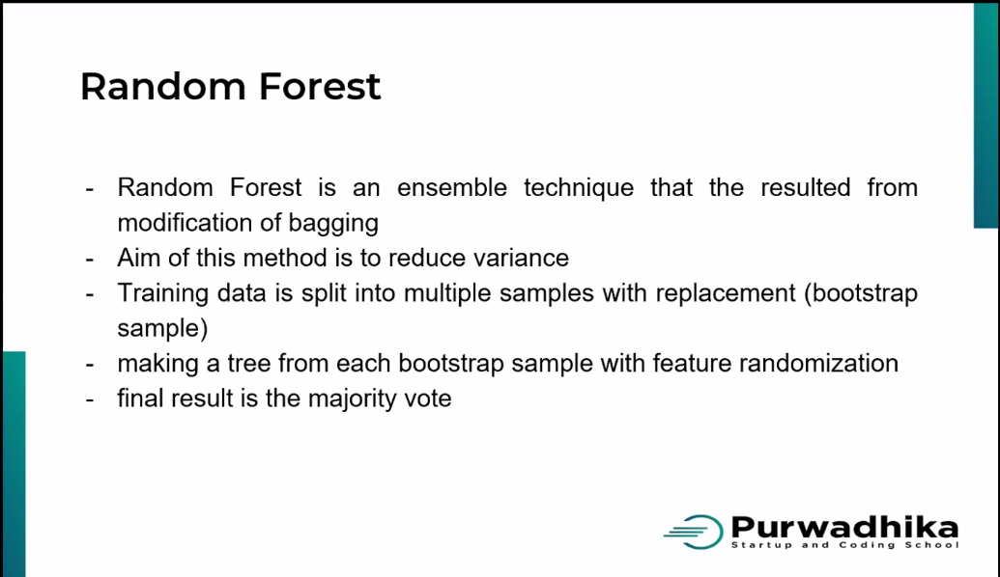 Random Forest
- Random Forest is an ensemble technique that the resulted from
modification of bagging
- Aim of this method is to reduce variance
- Training data is split into multiple samples with replacement (bootstrap
sample)
- making a tree from each bootstrap sample with feature randomization
- final result is the majority vote
Purwadhika
Startup and Coding School